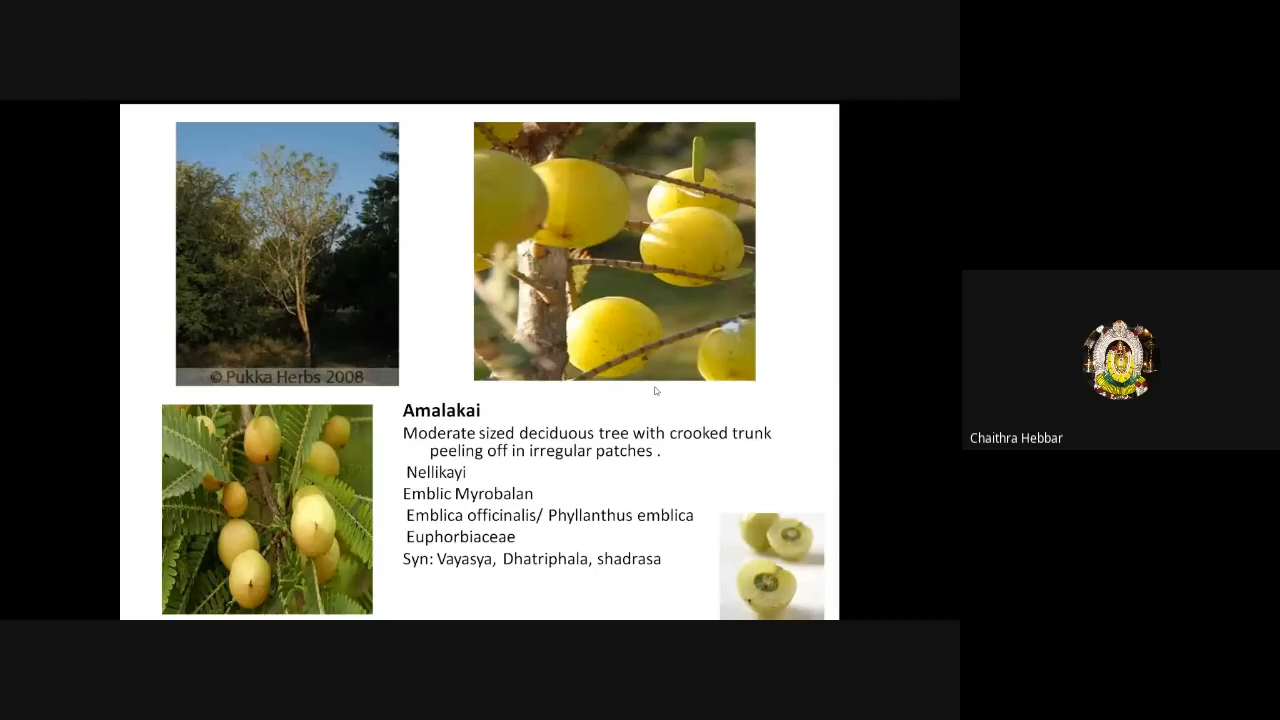 © Pukka Herbs 2008
Amalakai
Moderate sized deciduous tree with crooked trunk
peeling off in irregular patches .
Nellikayi
Emblic Myrobalan
Emblica officinalis/ Phyllanthus emblica
Euphorbiaceae
Syn: Vayasya, Dhatriphala, shadrasa
Chaithra Hebbar